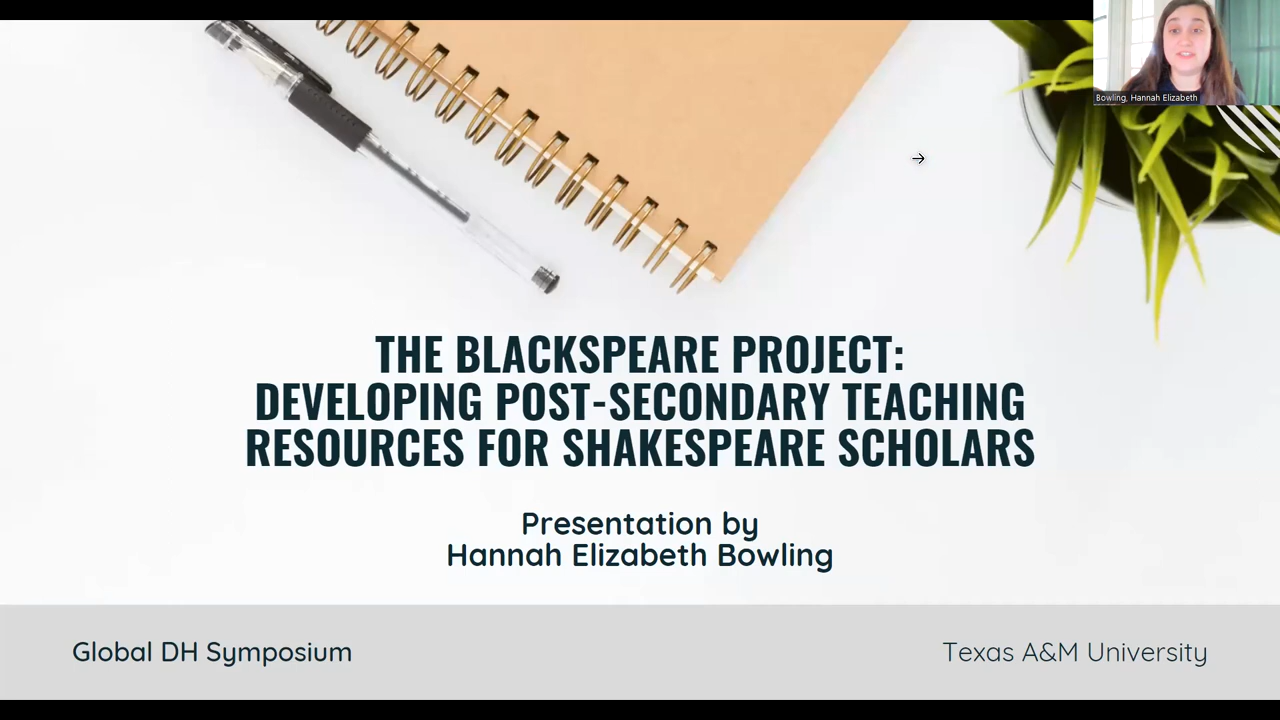 Bowling, Hannah Elizabeth
THE BLACKSPEARE PROJECT:
DEVELOPING POST-SECONDARY TEACHING
RESOURCES FOR SHAKESPEARE SCHOLARS
Presentation by
Hannah Elizabeth Bowling
Global DH Symposium
Texas A&M University